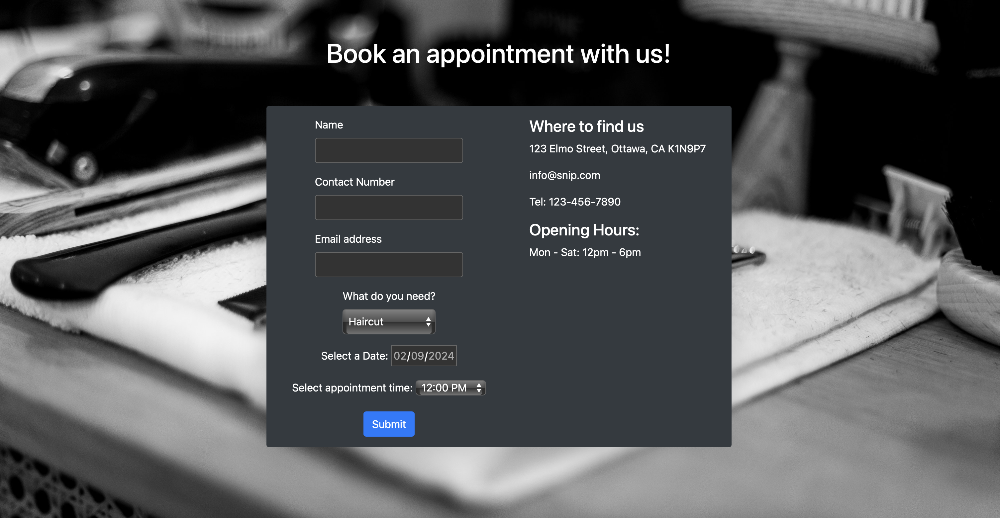 Book an appointment with us!
Name
Contact Number
Email address
What do you need?
Haircut
Select a Date: 02/09/2024
Select appointment time: 12:00 PM
Submit
Where to find us
123 Elmo Street, Ottawa, CA K1N9P7
info@snip.com
Tel: 123-456-7890
Opening Hours:
Mon - Sat: 12pm - 6pm